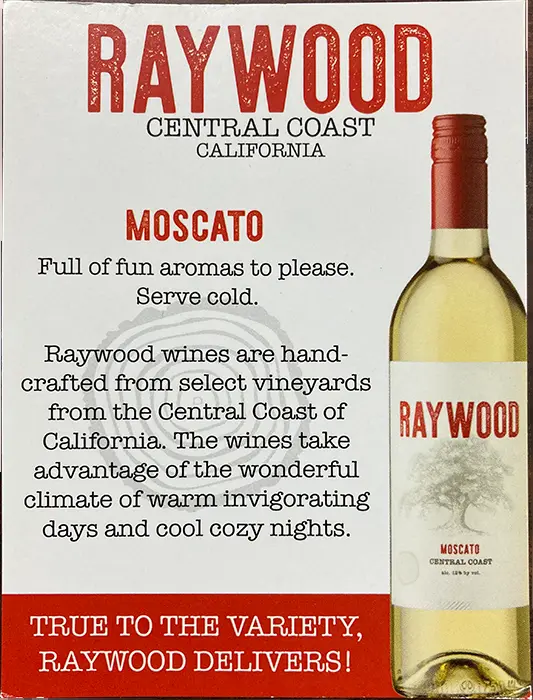 RAYWOOD
CENTRAL COAST
CALIFORNIA
MOSCATO
Full of fun aromas to please.
Serve cold.
Raywood wines are hand-
crafted from select vineyards
from the Central Coast of
California. The wines take
advantage of the wonderful
climate of warm invigorating
days and cool cozy nights.
TRUE TO THE VARIETY,
RAYWOOD DELIVERS!
RAYWOOD
MOSCATO
CENTRAL COAST